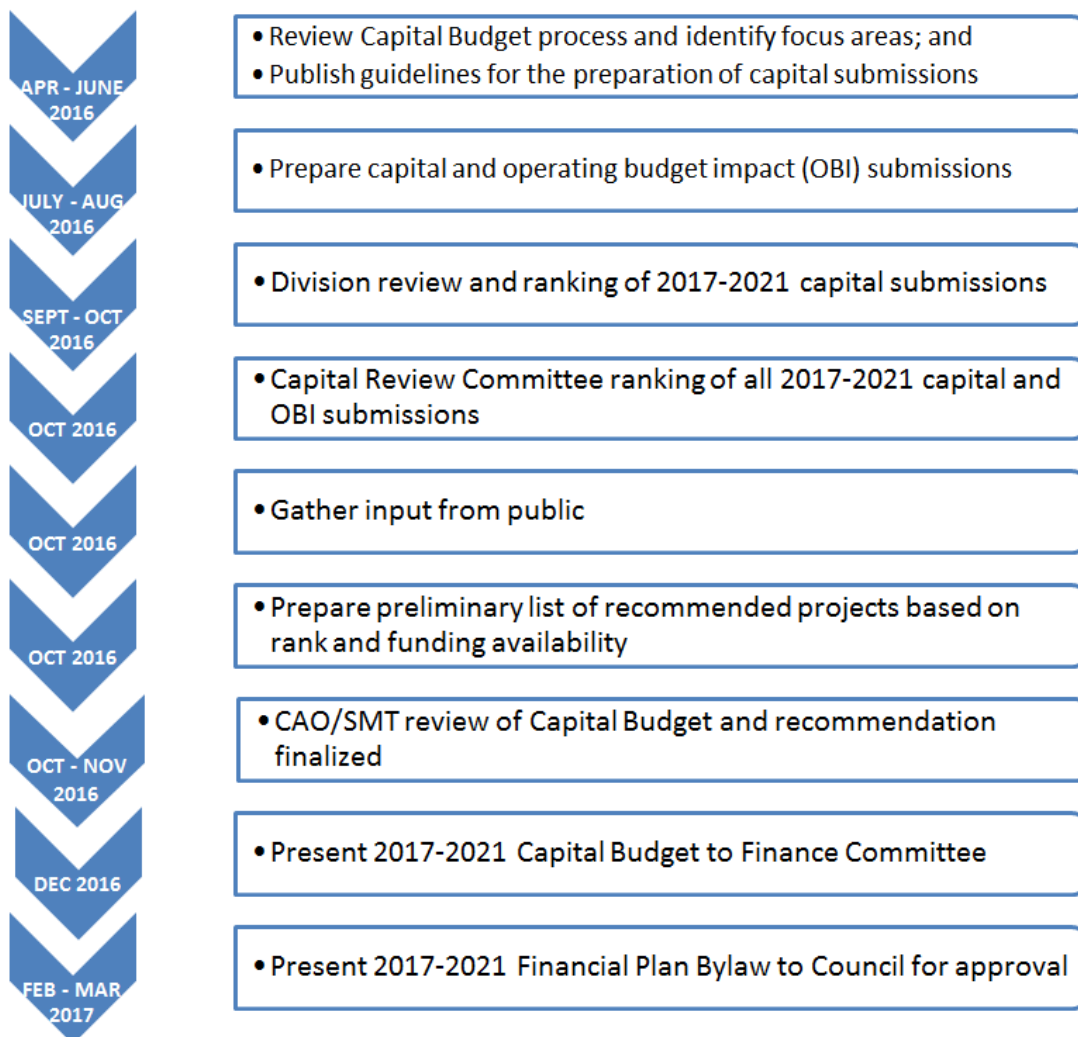 APR - JUNE
2016
• Review Capital Budget process and identify focus areas; and
• Publish guidelines for the preparation of capital submissions
JULY - AUG
2016
• Prepare capital and operating budget impact (OBI) submissions
SEPT - OCT
2016
• Division review and ranking of 2017-2021 capital submissions
OCT 2016
• Capital Review Committee ranking of all 2017-2021 capital and
OBI submissions
OCT 2016
• Gather input from public
OCT 2016
• Prepare preliminary list of recommended projects based on
rank and funding availability
OCT - NOV
2016
• CAO/SMT review of Capital Budget and recommendation
finalized
DEC 2016
• Present 2017-2021 Capital Budget to Finance Committee
FEB - MAR
2017
• Present 2017-2021 Financial Plan Bylaw to Council for approval